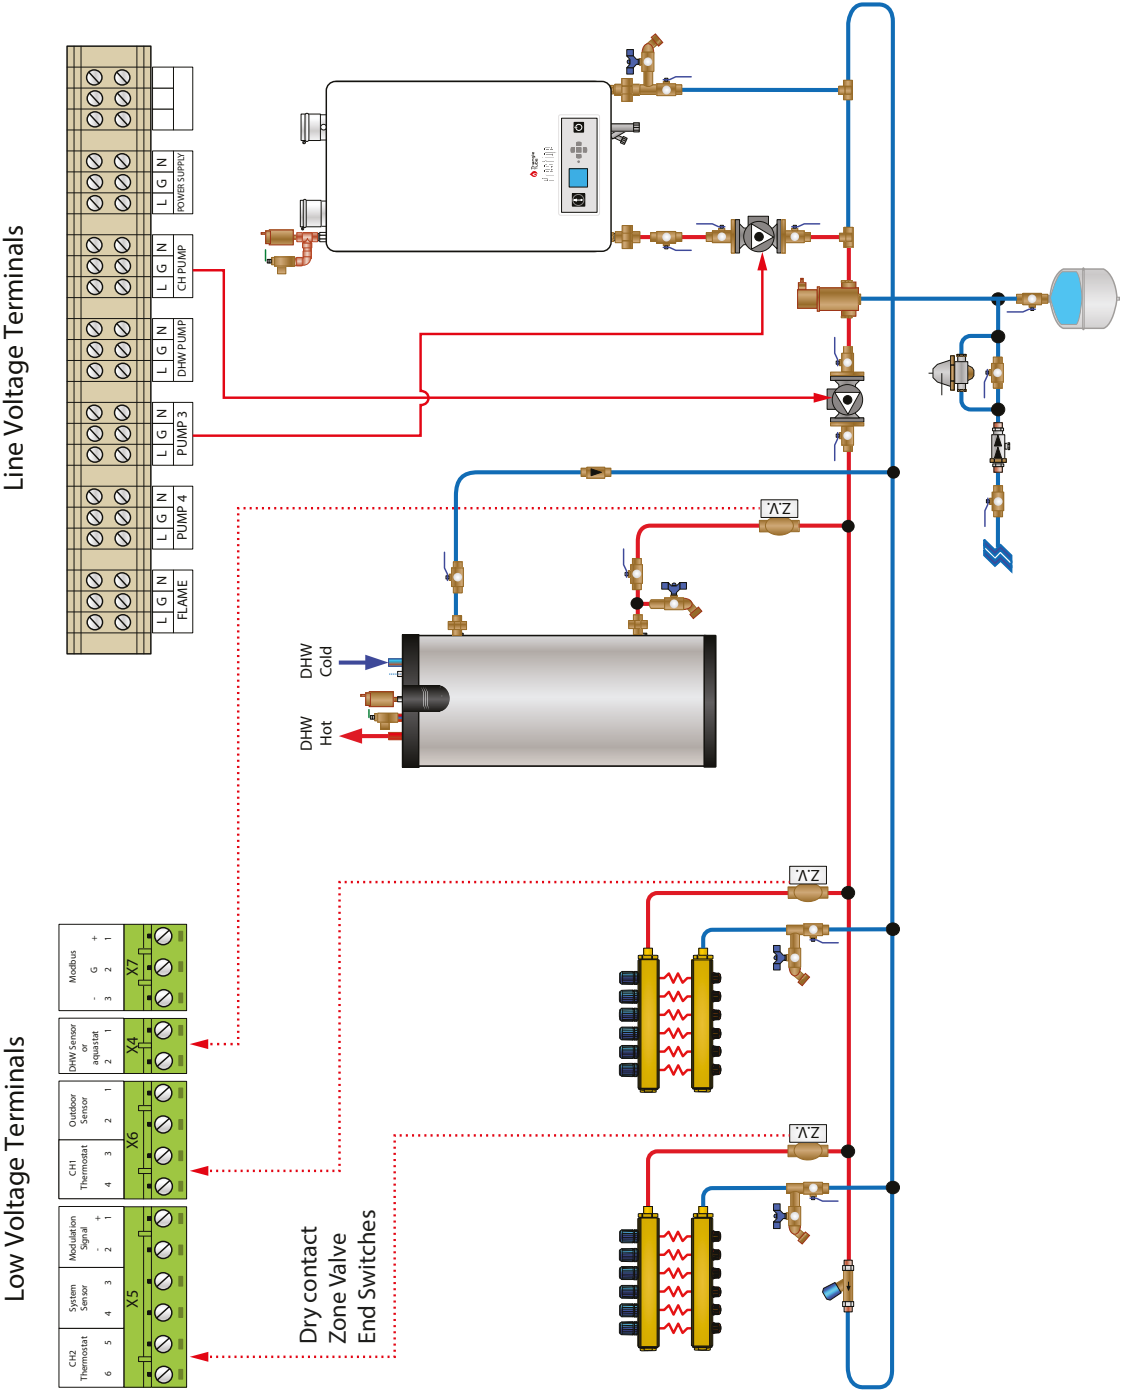 Low Voltage Terminals
CH2
Thermostat
6 5
System
Sensor
4 3
Modulation
Signal
- +
2 1
X5
CH1
Thermostat
4 3
Outdoor
Sensor
2 1
X6
DHW Sensor
or
aquastat
2 1
X4
Modbus
- G +
3 2 1
X7
Line Voltage Terminals
L G N
FLAME
L G N
PUMP 4
L G N
PUMP 3
L G N
DHW PUMP
L G N
CH PUMP
L G N
POWER SUPPLY
Dry contact
Zone Valve
End Switches
DHW
Hot
DHW
Cold
Z.V.
Z.V.
Z.V.